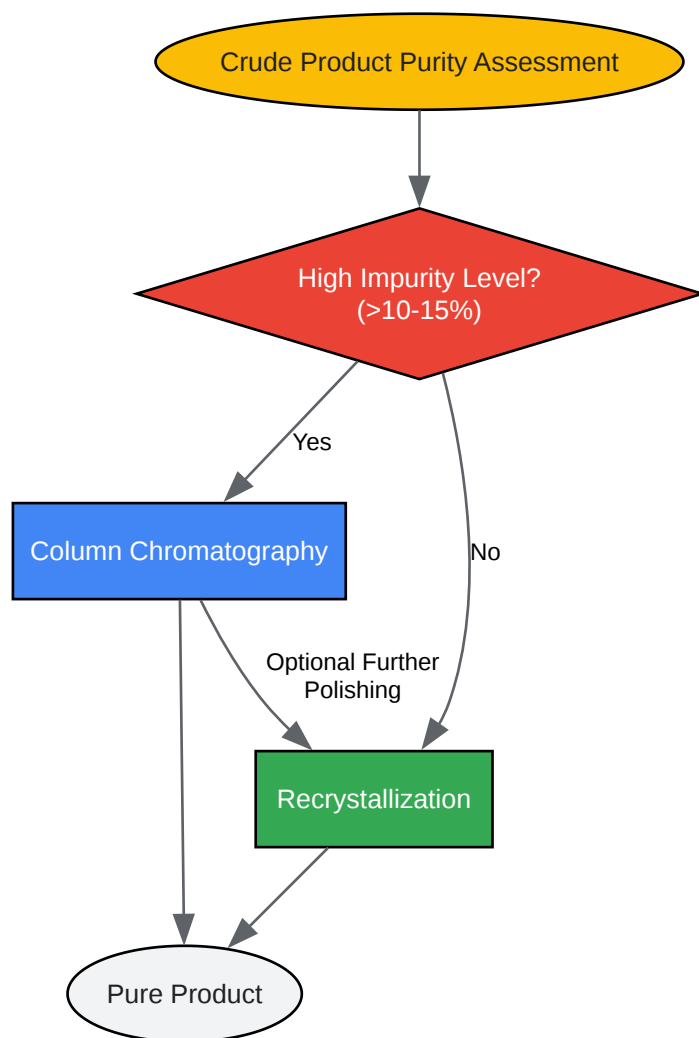 Crude Product Purity Assessment
High Impurity Level?
(>10-15%)
Yes
Column Chromatography
No
Optional Further
Polishing
Recrystallization
Pure Product